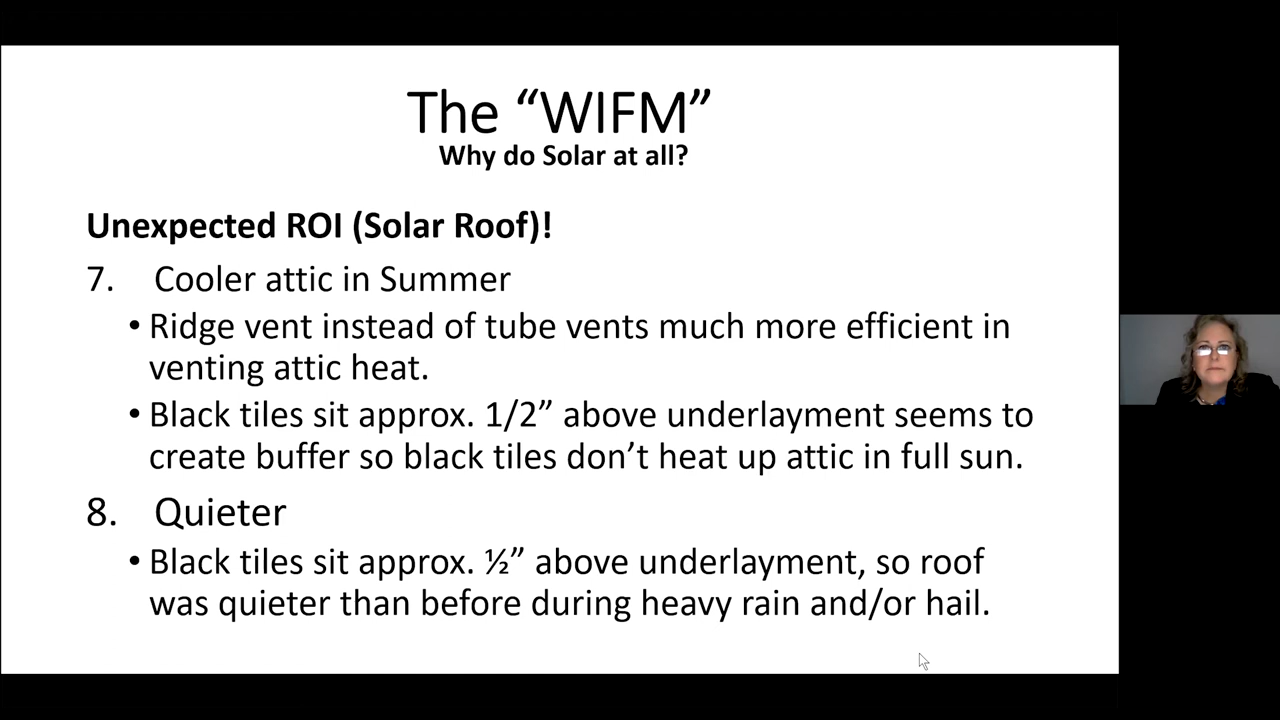 The “WIFM”
Why do Solar at all?
Unexpected ROI (Solar Roof)!
7. Cooler attic in Summer
• Ridge vent instead of tube vents much more efficient in
venting attic heat.
• Black tiles sit approx. 1/2” above underlayment seems to
create buffer so black tiles don’t heat up attic in full sun.
8. Quieter
• Black tiles sit approx. ½” above underlayment, so roof
was quieter than before during heavy rain and/or hail.